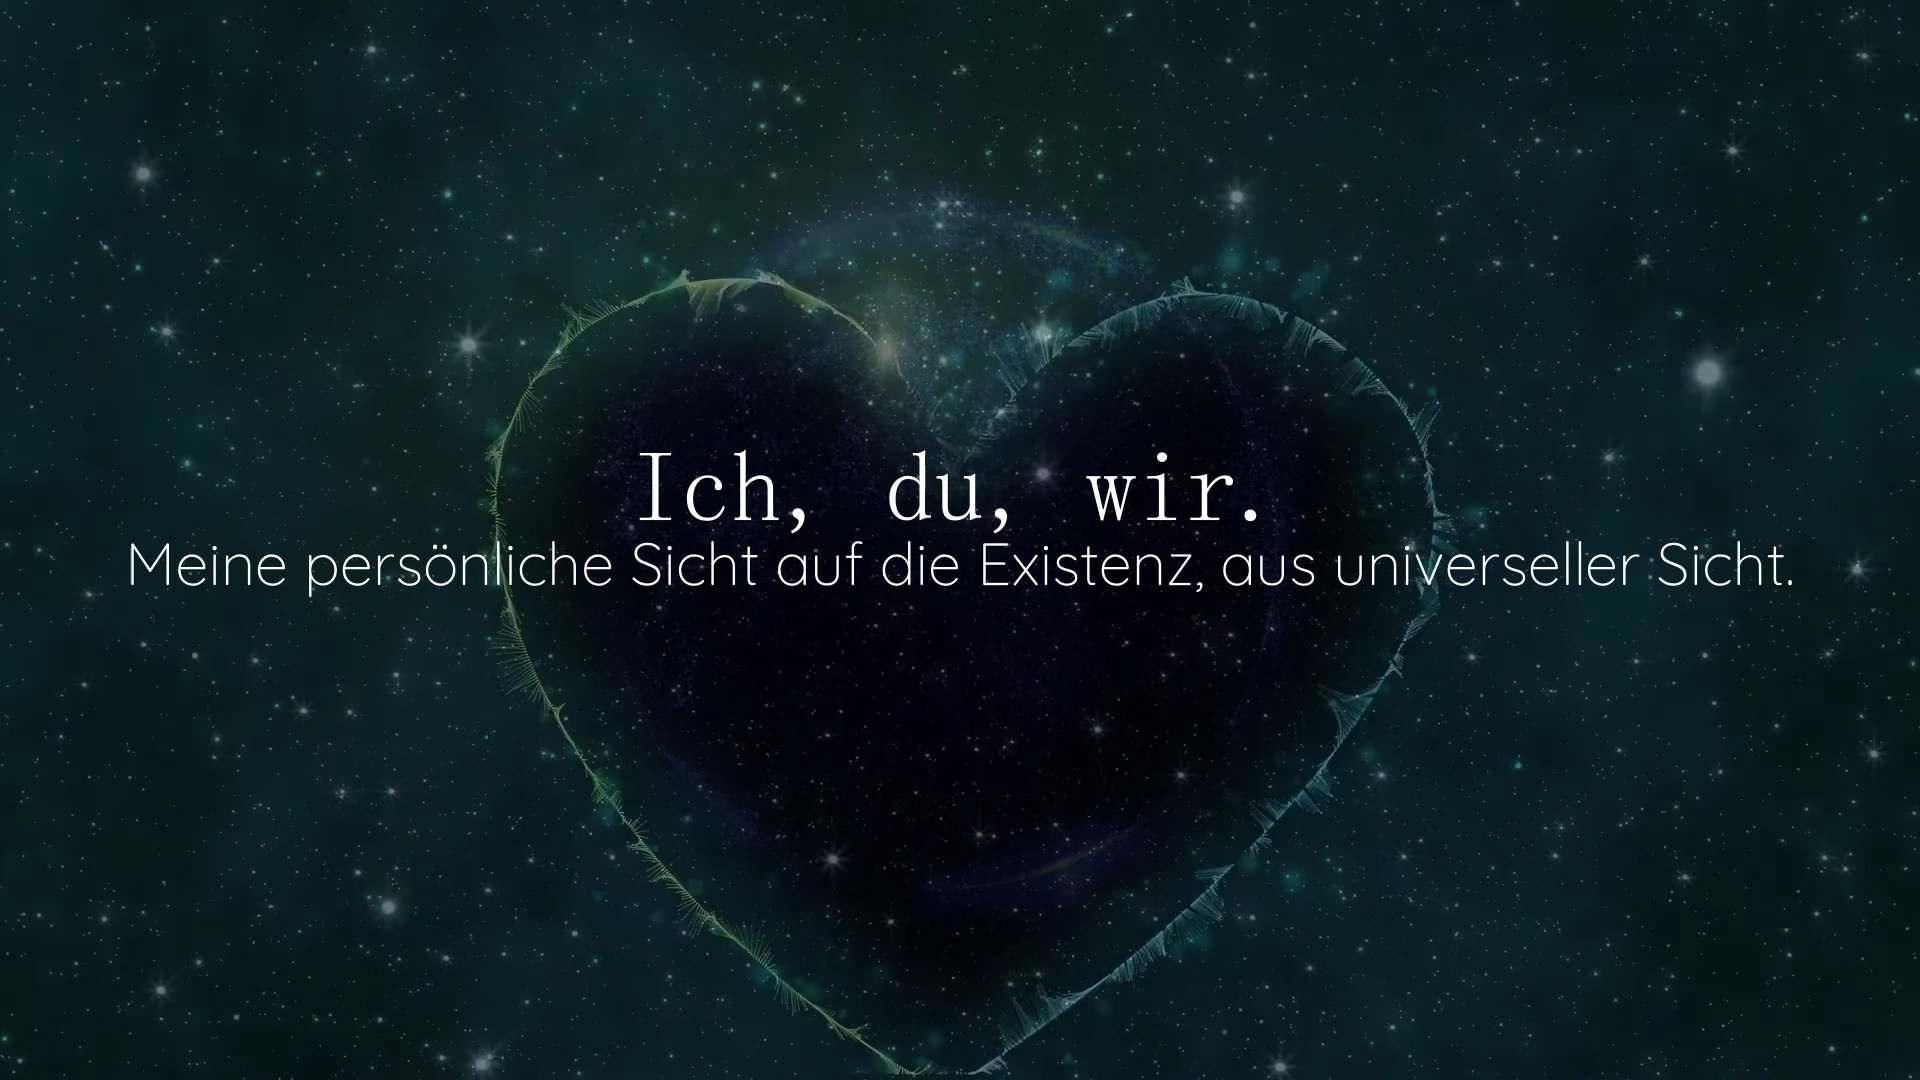 Ich, du, wir.
Meine persönliche Sicht auf die Existenz, aus universeller Sicht.